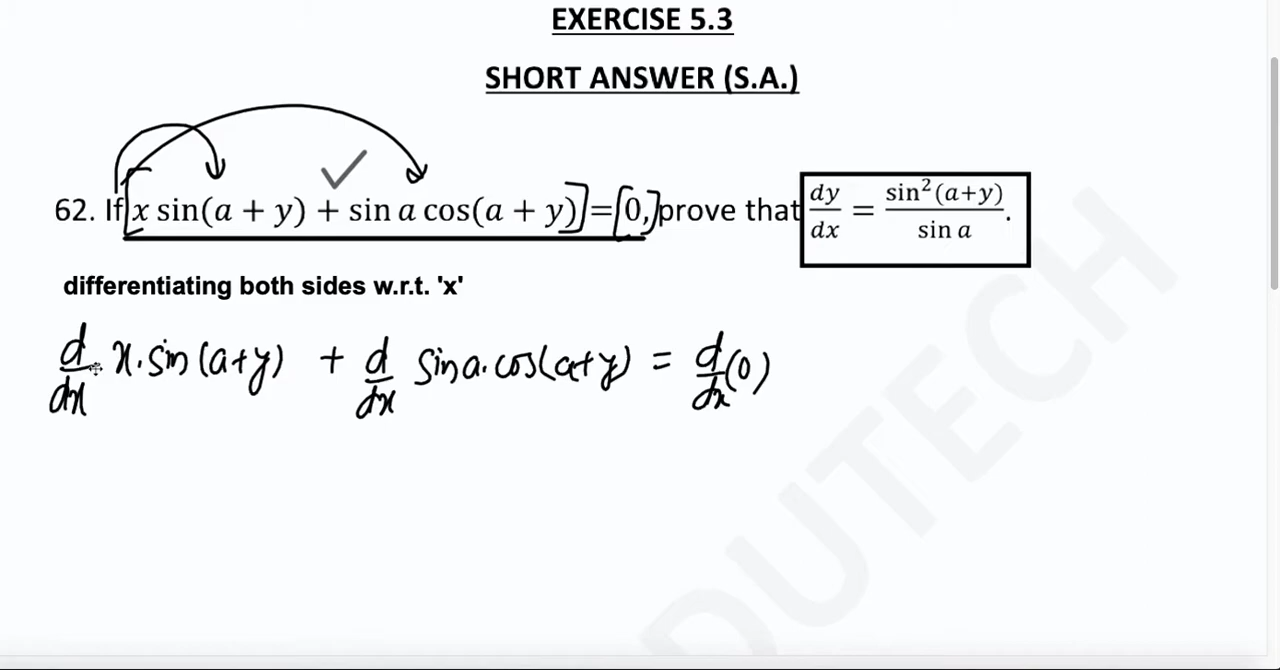 EXERCISE 5.3
SHORT ANSWER (S.A.)
62. If [x sin(a + y) + sin a cos(a + y)]=[0,]prove that dy/dx = sin²(a+y)/sin a.
differentiating both sides w.r.t. 'x'
d/dx x.sin(a+y) + d/dx sina.cos(a+y) = d/dx(0)
DUTECH